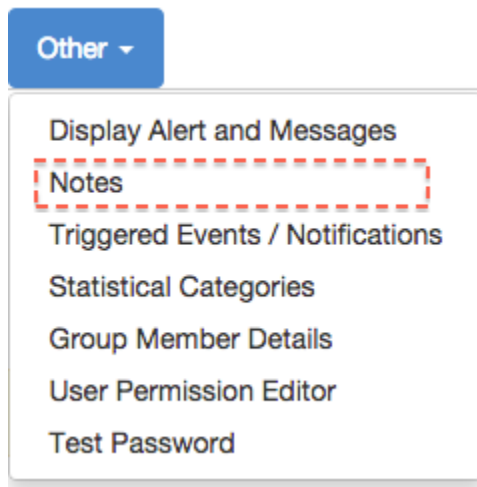 Other
Display Alert and Messages
Notes
Triggered Events / Notifications
Statistical Categories
Group Member Details
User Permission Editor
Test Password